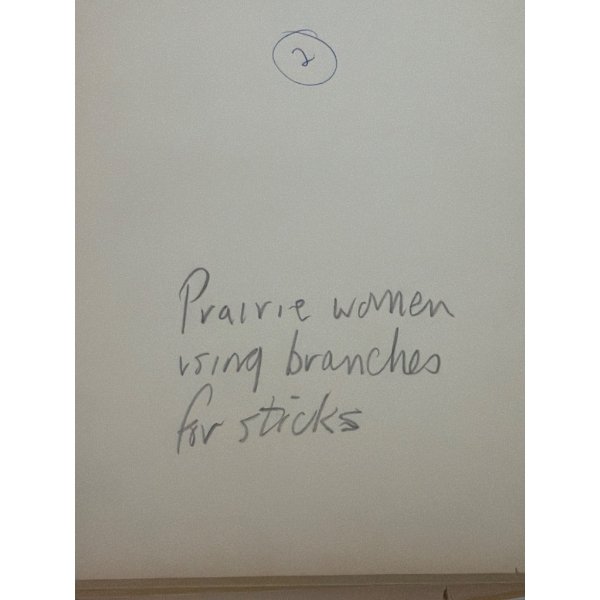 2
Prairie women
using branches
for sticks